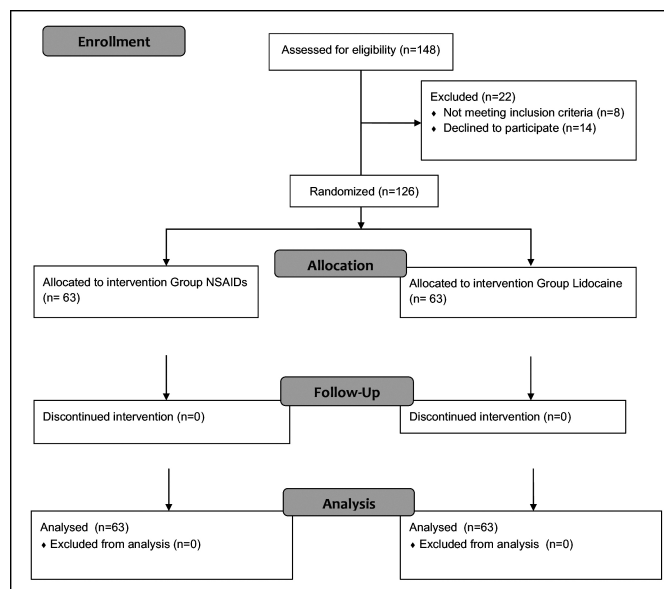 Enrollment
Assessed for eligibility (n=148)
Excluded (n=22)
♦ Not meeting inclusion criteria (n=8)
♦ Declined to participate (n=14)
Randomized (n=126)
Allocation
Allocated to intervention Group NSAIDs
(n= 63)
Allocated to intervention Group Lidocaine
(n= 63)
Follow-Up
Discontinued intervention (n=0)
Discontinued intervention (n=0)
Analysis
Analysed (n=63)
♦ Excluded from analysis (n=0)
Analysed (n=63)
♦ Excluded from analysis (n=0)